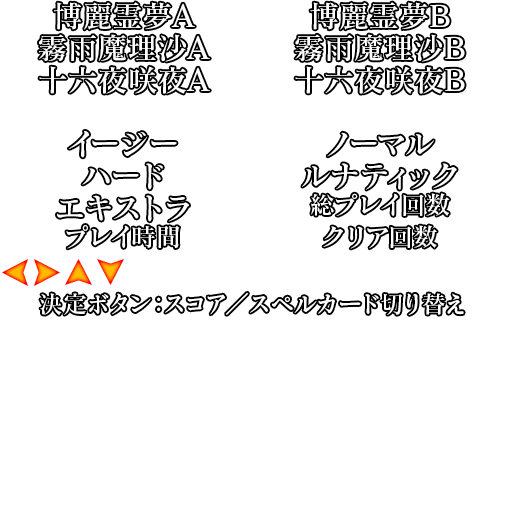 博麗霊夢A 博麗霊夢B
霧雨魔理沙A 霧雨魔理沙B
十六夜咲夜A 十六夜咲夜B
イージー ノーマル
ハード ルナティック
エキストラ 総プレイ回数
プレイ時間 クリア回数
決定ボタン：スコア／スペルカード切り替え